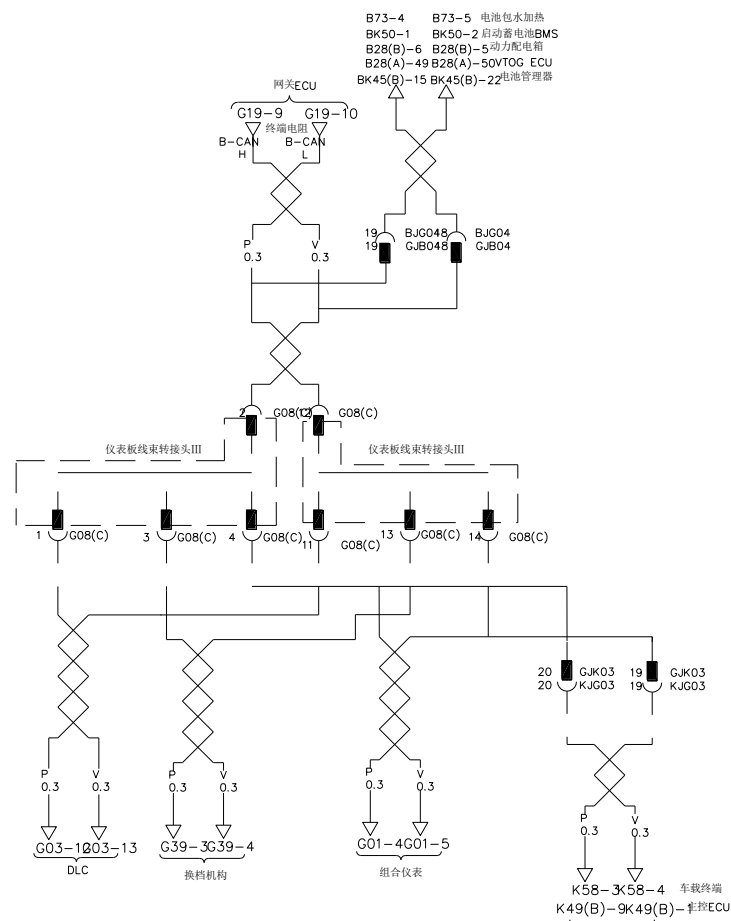 B73-4 B73-5 电池包水加热
BK50-1 BK50-2 启动蓄电池BMS
B28(B)-6 B28(B)-5 动力配电箱
B28(A)-49 B28(A)-50 VTOG ECU
BK45(B)-15 BK45(B)-22 电池管理器
网关ECU
G19-9 G19-10
终端电阻
B-CAN H B-CAN L
19 BJG04 18 BJG04
19 GJB04 18 GJB04
P 0.3 V 0.3
2 G08(C) 12 G08(C)
仪表板线束转接头III 仪表板线束转接头III
1 G08(C) 3 G08(C) 4 G08(C) 11 G08(C) 13 G08(C) 14 G08(C)
20 GJK03 19 GJK03
20 KJG03 19 KJG03
P 0.3 V 0.3 P 0.3 V 0.3 P 0.3 V 0.3
P 0.3 V 0.3
G03-12 G03-13 G39-3 G39-4 G01-4 G01-5
DLC 换档机构 组合仪表
K58-3 K58-4 车载终端
K49(B)-9 K49(B)-1 主控ECU